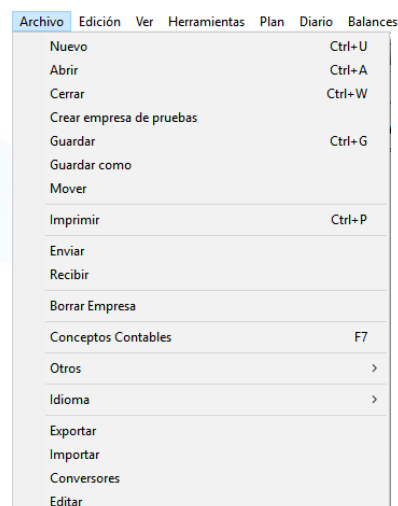 Archivo Edición Ver Herramientas Plan Diario Balances
Nuevo Ctrl+U
Abrir Ctrl+A
Cerrar Ctrl+W
Crear empresa de pruebas
Guardar Ctrl+G
Guardar como
Mover
Imprimir Ctrl+P
Enviar
Recibir
Borrar Empresa
Conceptos Contables F7
Otros >
Idioma >
Exportar
Importar
Conversores
Editar